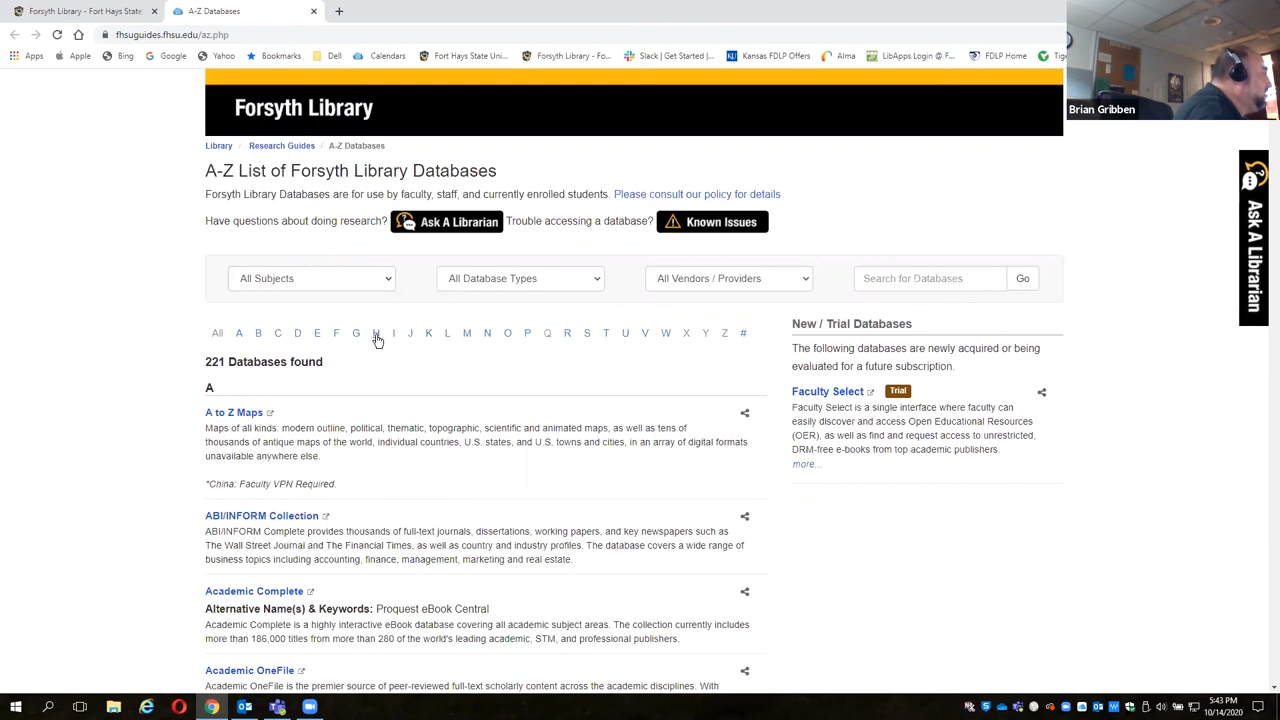 Forsyth Library - Fort Hays Stat
A-Z Databases
fhsuguides.fhsu.edu/az.php
Apps Apple Bing Google Yahoo Bookmarks Dell Calendars Fort Hays State Uni... Forsyth Library - Fo... Slack | Get Started |... Kansas FDLP Offers Alma LibApps Login @ F... FDLP Home
Brian Gribben
Forsyth Library
Library / Research Guides / A-Z Databases
A-Z List of Forsyth Library Databases
Forsyth Library Databases are for use by faculty, staff, and currently enrolled students. Please consult our policy for details
Have questions about doing research? Ask A Librarian Trouble accessing a database? Known Issues
Ask A Librarian
All Subjects All Database Types All Vendors / Providers Search for Databases Go
All A B C D E F G H I J K L M N O P Q R S T U V W X Y Z #
221 Databases found
A
A to Z Maps
Maps of all kinds: modern outline, political, thematic, topographic, scientific and animated maps, as well as tens of
thousands of antique maps of the world, individual countries, U.S. states, and U.S. towns and cities, in an array of digital formats
unavailable anywhere else.
*China: Faculty VPN Required.
ABI/INFORM Collection
ABI/INFORM Complete provides thousands of full-text journals, dissertations, working papers, and key newspapers such as
The Wall Street Journal and The Financial Times, as well as country and industry profiles. The database covers a wide range of
business topics including accounting, finance, management, marketing and real estate.
Academic Complete
Alternative Name(s) & Keywords: Proquest eBook Central
Academic Complete is a highly interactive eBook database covering all academic subject areas. The collection currently includes
more than 186,000 titles from more than 280 of the world's leading academic, STM, and professional publishers.
Academic OneFile
Academic OneFile is the premier source of peer-reviewed full-text scholarly content across the academic disciplines. With
New / Trial Databases
The following databases are newly acquired or being
evaluated for a future subscription.
Faculty Select Trial
Faculty Select is a single interface where faculty can
easily discover and access Open Educational Resources
(OER), as well as find and request access to unrestricted,
DRM-free e-books from top academic publishers.
more...
5:43 PM
10/14/2020